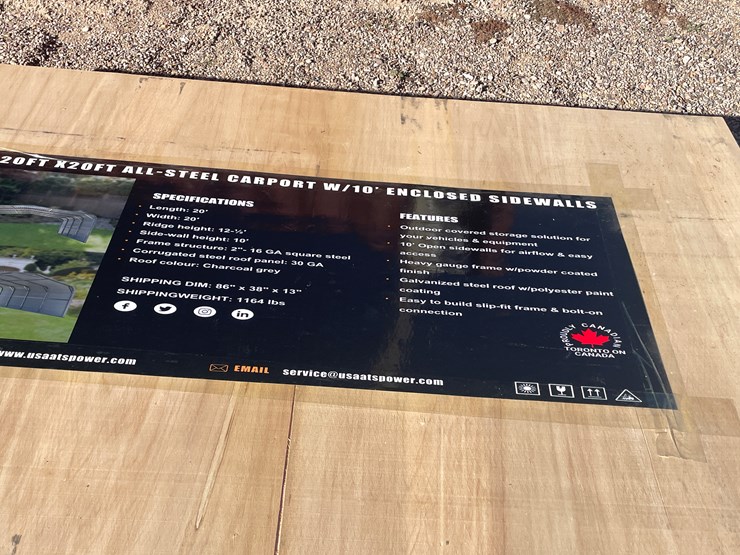 20FT X20FT ALL-STEEL CARPORT W/10' ENCLOSED SIDEWALLS
SPECIFICATIONS
Length: 20'
Width: 20'
Ridge height: 12-½'
Side-wall height: 10'
Frame structure: 2"- 16 GA square steel
Corrugated steel roof panel: 30 GA
Roof colour: Charcoal grey
SHIPPING DIM: 86" x 38" x 13"
SHIPPINGWEIGHT: 1164 lbs
f
in
FEATURES
Outdoor covered storage solution for
your vehicles & equipment
10' Open sidewalls for airflow & easy
access
Heavy gauge frame w/powder coated
finish
Galvanized steel roof w/polyester paint
coating
Easy to build slip-fit frame & bolt-on
connection
PROUDLY CANADIAN
TORONTO ON
CANADA
www.usaatspower.com
EMAIL service@usaatspower.com